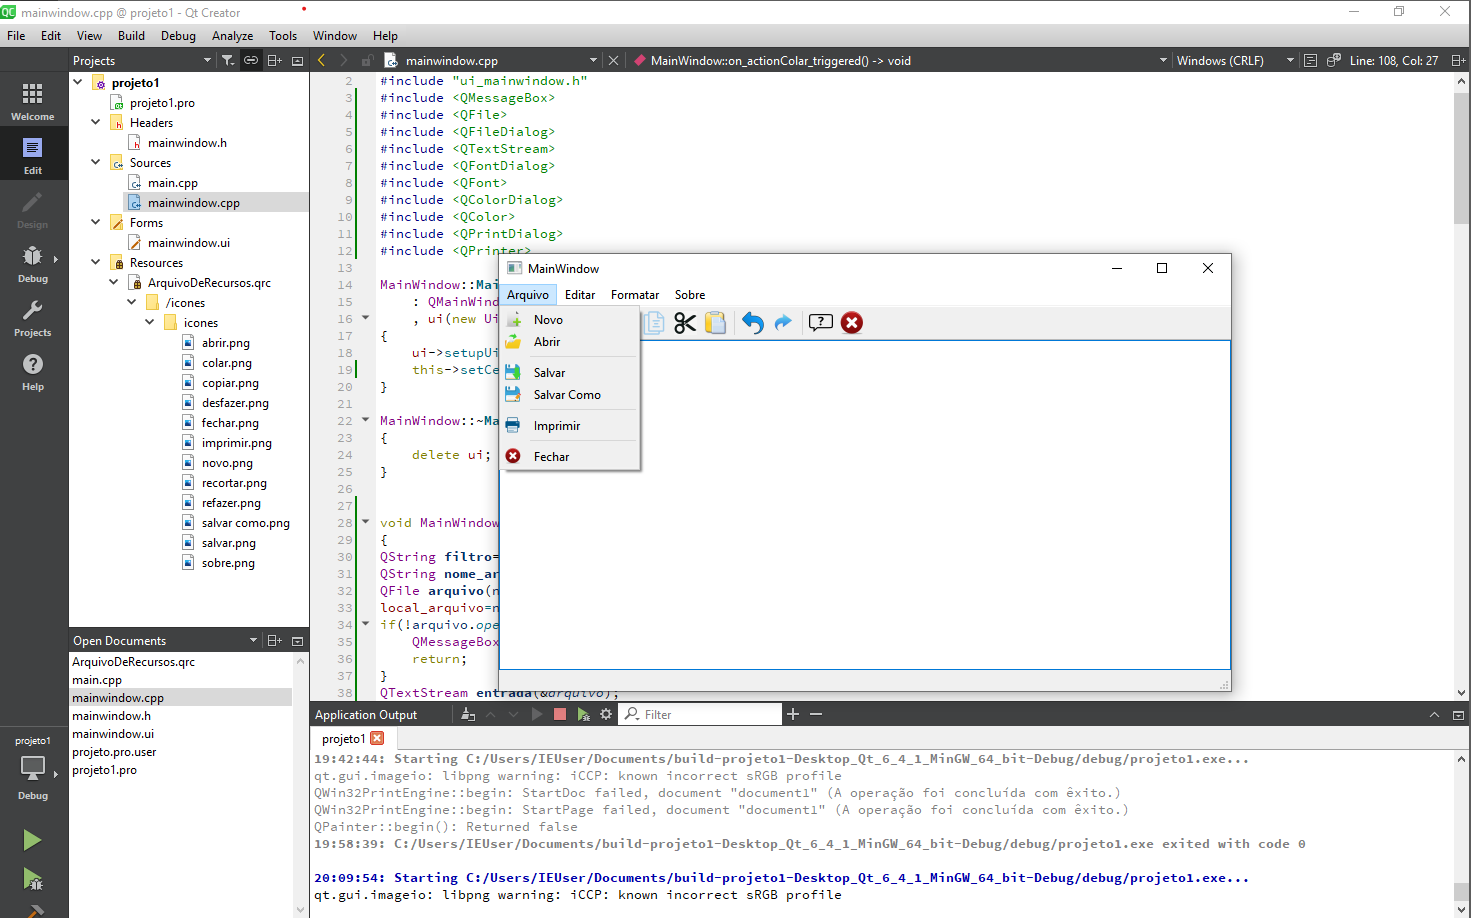 QC mainwindow.cpp @ projeto1 - Qt Creator
File Edit View Build Debug Analyze Tools Window Help
Projects mainwindow.cpp MainWindow::on_actionColar_triggered() -> void Windows (CRLF) Line: 108, Col: 27
Welcome
Edit
Design
Debug
Projects
Help
projeto1
Debug
projeto1
projeto1.pro
Headers
mainwindow.h
Sources
main.cpp
mainwindow.cpp
Forms
mainwindow.ui
Resources
ArquivoDeRecursos.qrc
/icones
icones
abrir.png
colar.png
copiar.png
desfazer.png
fechar.png
imprimir.png
novo.png
recortar.png
refazer.png
salvar como.png
salvar.png
sobre.png
Open Documents
ArquivoDeRecursos.qrc
main.cpp
mainwindow.cpp
mainwindow.h
mainwindow.ui
projeto.pro.user
projeto1.pro
2 #include "ui_mainwindow.h"
3 #include <QMessageBox>
4 #include <QFile>
5 #include <QFileDialog>
6 #include <QTextStream>
7 #include <QFontDialog>
8 #include <QFont>
9 #include <QColorDialog>
10 #include <QColor>
11 #include <QPrintDialog>
12 #include <QPrinter>
13
14 MainWindow::Mai
15 : QMainWind
16 , ui(new Ui
17 {
18 ui->setupUi
19 this->setCe
20 }
21
22 MainWindow::~Ma
23 {
24 delete ui;
25 }
26
27
28 void MainWindow
29 {
30 QString filtro=
31 QString nome_ar
32 QFile arquivo(n
33 local_arquivo=n
34 if(!arquivo.ope
35 QMessageBox
36 return;
37 }
38 QTextStream entrada(&arquivo);
MainWindow
Arquivo Editar Formatar Sobre
Novo
Abrir
Salvar
Salvar Como
Imprimir
Fechar
Application Output Filter
projeto1
19:42:44: Starting C:/Users/IEUser/Documents/build-projeto1-Desktop_Qt_6_4_1_MinGW_64_bit-Debug/debug/projeto1.exe...
qt.gui.imageio: libpng warning: iCCP: known incorrect sRGB profile
QWin32PrintEngine::begin: StartDoc failed, document "document1" (A operação foi concluída com êxito.)
QWin32PrintEngine::begin: StartPage failed, document "document1" (A operação foi concluída com êxito.)
QPainter::begin(): Returned false
19:58:39: C:/Users/IEUser/Documents/build-projeto1-Desktop_Qt_6_4_1_MinGW_64_bit-Debug/debug/projeto1.exe exited with code 0
20:09:54: Starting C:/Users/IEUser/Documents/build-projeto1-Desktop_Qt_6_4_1_MinGW_64_bit-Debug/debug/projeto1.exe...
qt.gui.imageio: libpng warning: iCCP: known incorrect sRGB profile